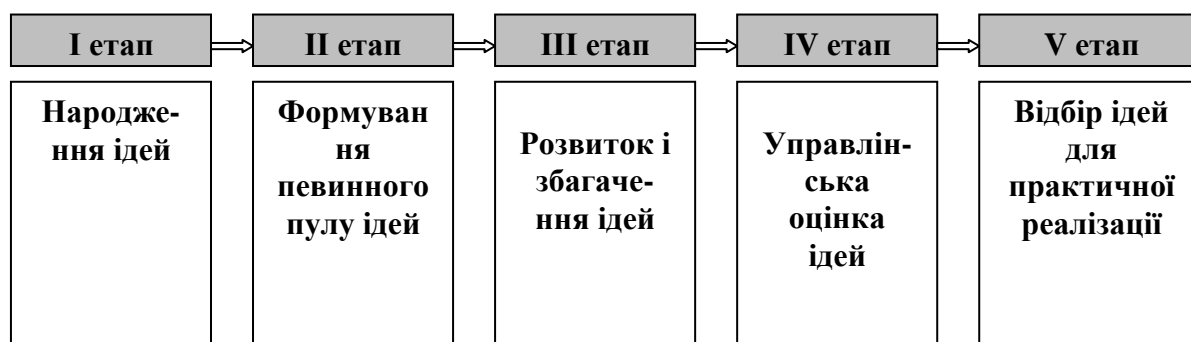 I етап
II етап
III етап
IV етап
V етап
Народже-
ння ідей
Формуван
ня
певинного
пулу ідей
Розвиток і
збагаче-
ння ідей
Управлін-
ська
оцінка
ідей
Відбір ідей
для
практичної
реалізації